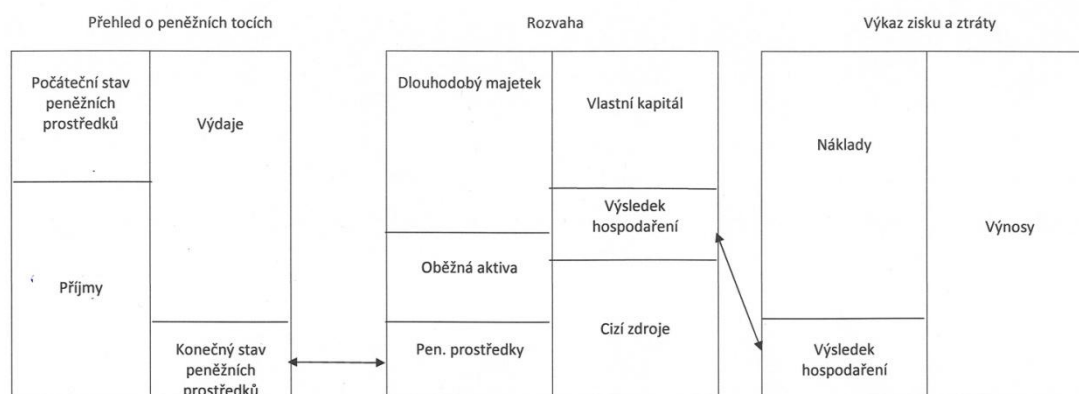 Přehled o peněžních tocích
Rozvaha
Výkaz zisku a ztráty
Počáteční stav
peněžních
prostředků
Výdaje
Příjmy
Konečný stav
peněžních
prostředků
Dlouhodobý majetek
Vlastní kapitál
Výsledek
hospodaření
Oběžná aktiva
Cizí zdroje
Pen. prostředky
Náklady
Výnosy
Výsledek
hospodaření